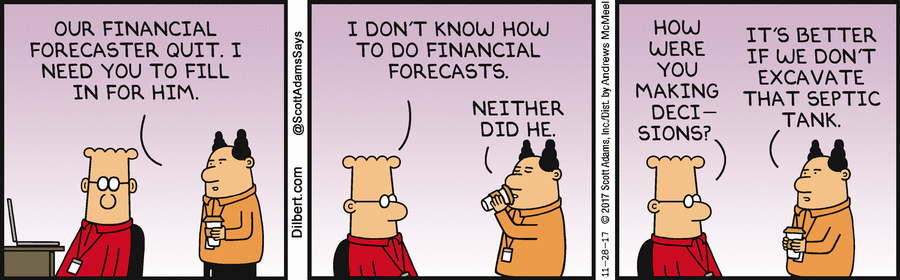 OUR FINANCIAL
FORECASTER QUIT. I
NEED YOU TO FILL
IN FOR HIM.
Dilbert.com @ScottAdamsSays
I DON'T KNOW HOW
TO DO FINANCIAL
FORECASTS.
NEITHER
DID HE.
11-28-17 © 2017 Scott Adams, Inc./Dist. by Andrews McMeel
HOW
WERE
YOU
MAKING
DECI-
SIONS?
IT'S BETTER
IF WE DON'T
EXCAVATE
THAT SEPTIC
TANK.